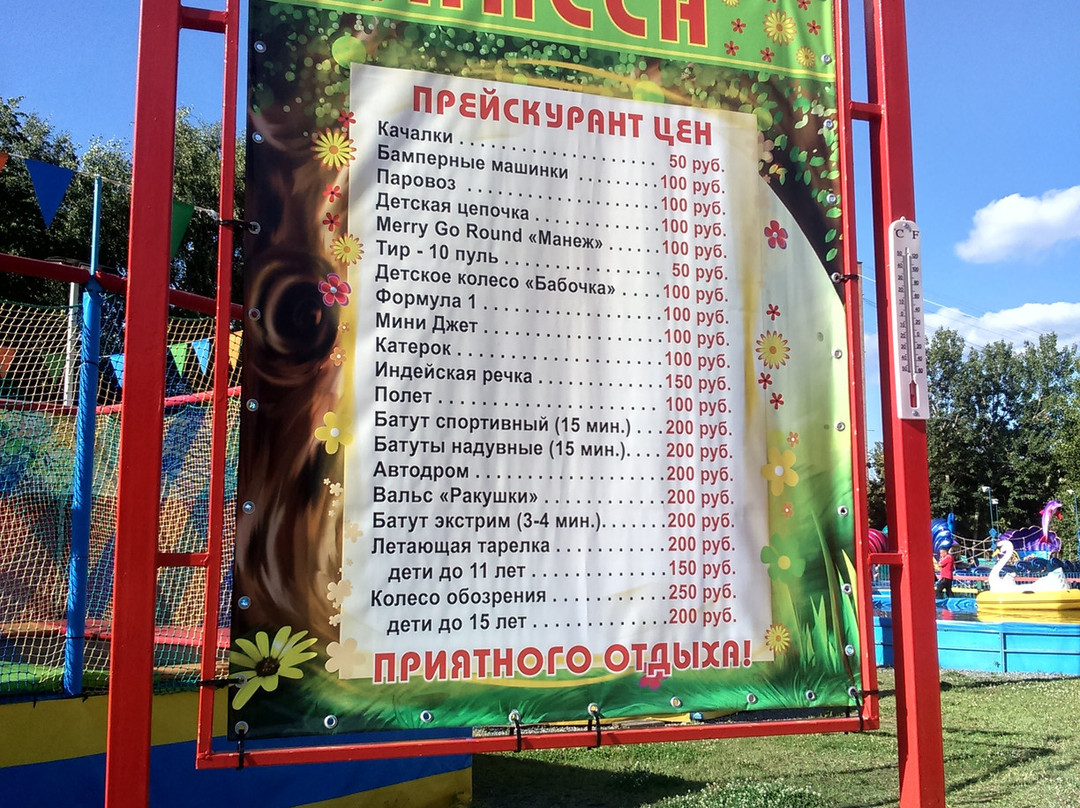 КАССА
ПРЕЙСКУРАНТ ЦЕН
Качалки . . . . . . . . . . . . . . . . . . . . . . 50 руб.
Бамперные машинки . . . . . . . . . 100 руб.
Паровоз . . . . . . . . . . . . . . . . . . . . . 100 руб.
Детская цепочка . . . . . . . . . . . . . . 100 руб.
Merry Go Round «Манеж» . . . . . . 100 руб.
Тир - 10 пуль . . . . . . . . . . . . . . . . . . 50 руб.
Детское колесо «Бабочка» . . . . 100 руб.
Формула 1 . . . . . . . . . . . . . . . . . . . 100 руб.
Мини Джет . . . . . . . . . . . . . . . . . . . 100 руб.
Катерок . . . . . . . . . . . . . . . . . . . . . . 100 руб.
Индейская речка . . . . . . . . . . . . . . 150 руб.
Полет . . . . . . . . . . . . . . . . . . . . . . . . 100 руб.
Батут спортивный (15 мин.) . . . 200 руб.
Батуты надувные (15 мин.). . . . 200 руб.
Автодром . . . . . . . . . . . . . . . . . . . . 200 руб.
Вальс «Ракушки» . . . . . . . . . . . . . 200 руб.
Батут экстрим (3-4 мин.). . . . . . . 200 руб.
Летающая тарелка . . . . . . . . . . . . 200 руб.
дети до 11 лет . . . . . . . . . . . . . . . 150 руб.
Колесо обозрения . . . . . . . . . . . . . 250 руб.
дети до 15 лет . . . . . . . . . . . . . . . 200 руб.
ПРИЯТНОГО ОТДЫХА!
C F